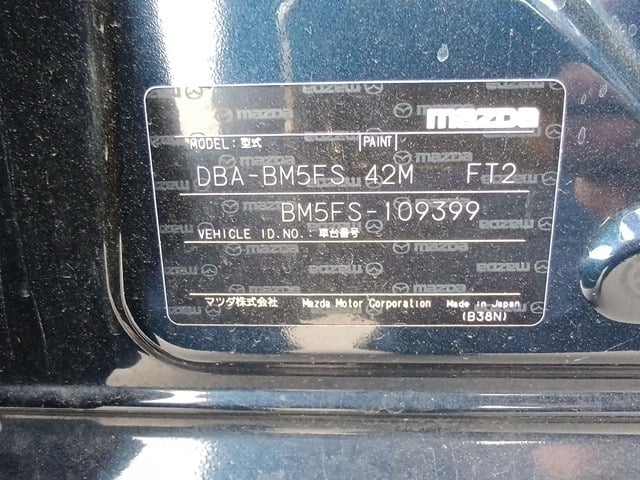 mazda
MODEL: 型式 PAINT
DBA-BM5FS 42M FT2
BM5FS-109399
VEHICLE ID.NO.: 車台番号
マツダ株式会社 Mazda Motor Corporation Made in Japan
(B38N)